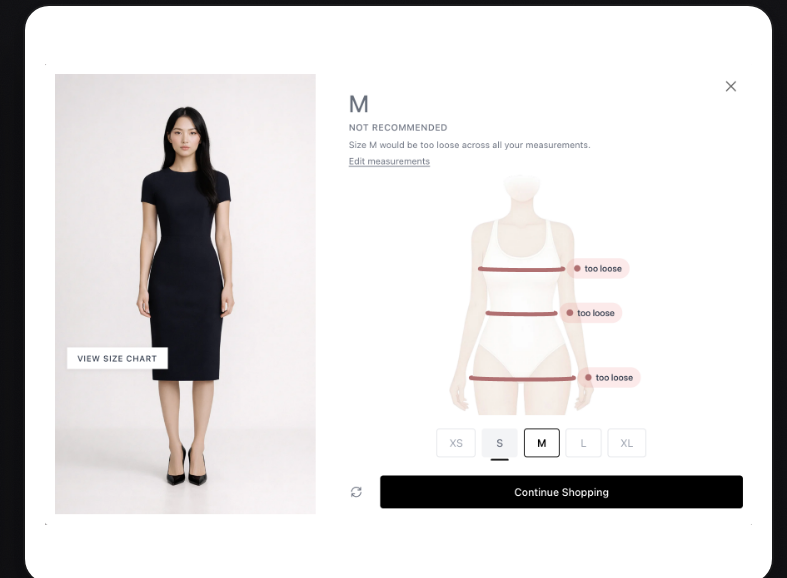 M
NOT RECOMMENDED
Size M would be too loose across all your measurements.
Edit measurements
too loose
too loose
too loose
VIEW SIZE CHART
XS S M L XL
Continue Shopping